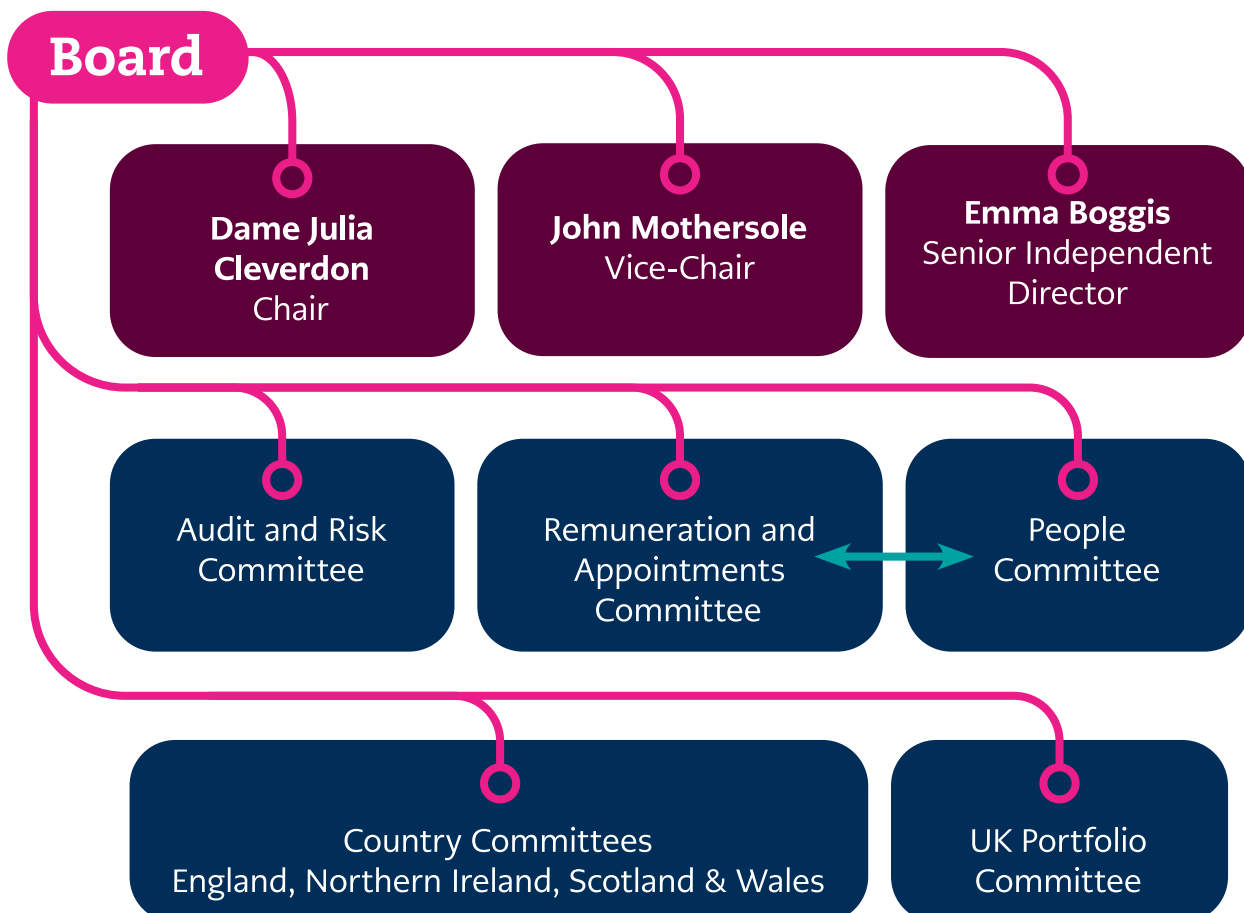 Board
Dame Julia
Cleverdon
Chair
John Mothersole
Vice-Chair
Emma Boggis
Senior Independent
Director
Audit and Risk
Committee
Remuneration and
Appointments
Committee
People
Committee
Country Committees
England, Northern Ireland, Scotland & Wales
UK Portfolio
Committee